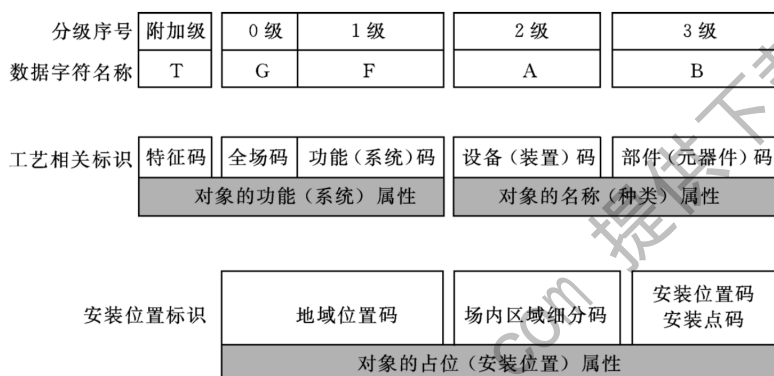 分级序号 附加级 0级 1级 2级 3级
数据字符名称 T G F A B
工艺相关标识 特征码 全场码 功能(系统)码 设备(装置)码 部件(元器件)码
对象的功能(系统)属性 对象的名称(种类)属性
安装位置标识 地域位置码 场内区域细分码 安装位置码
安装点码
对象的占位(安装位置)属性
com 提供下